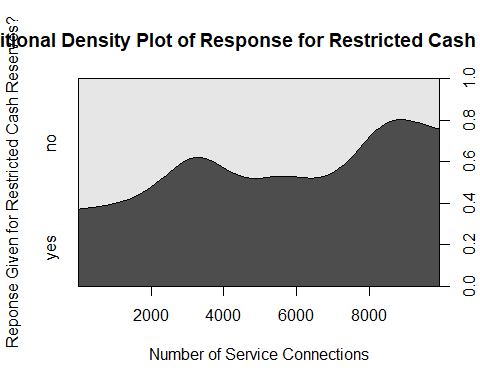 itional Density Plot of Response for Restricted Cash
Reponse Given for Restricted Cash Reserves?
no
yes
1.0
0.8
0.6
0.4
0.2
0.0
2000 4000 6000 8000
Number of Service Connections